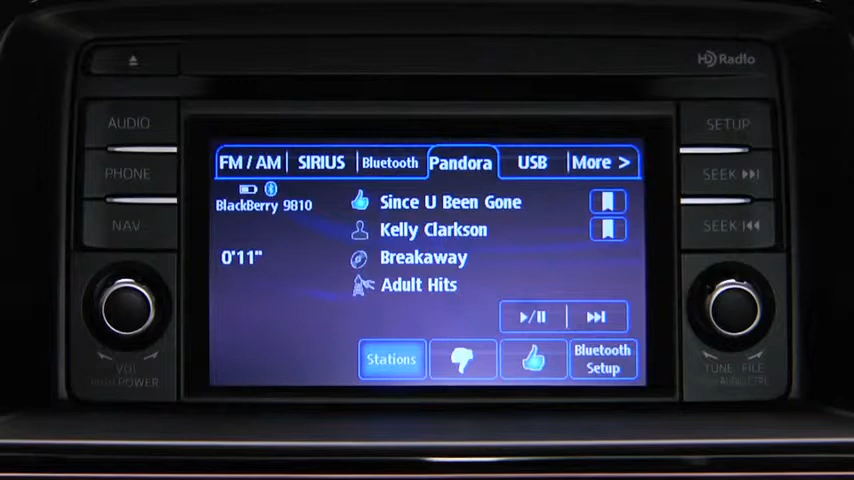 HD Radio
AUDIO
PHONE
NAV
VOL
PUSH POWER
FM / AM SIRIUS Bluetooth Pandora USB More >
BlackBerry 9810
0'11"
Since U Been Gone
Kelly Clarkson
Breakaway
Adult Hits
Stations
Bluetooth
Setup
SETUP
SEEK
SEEK
TUNE FILE